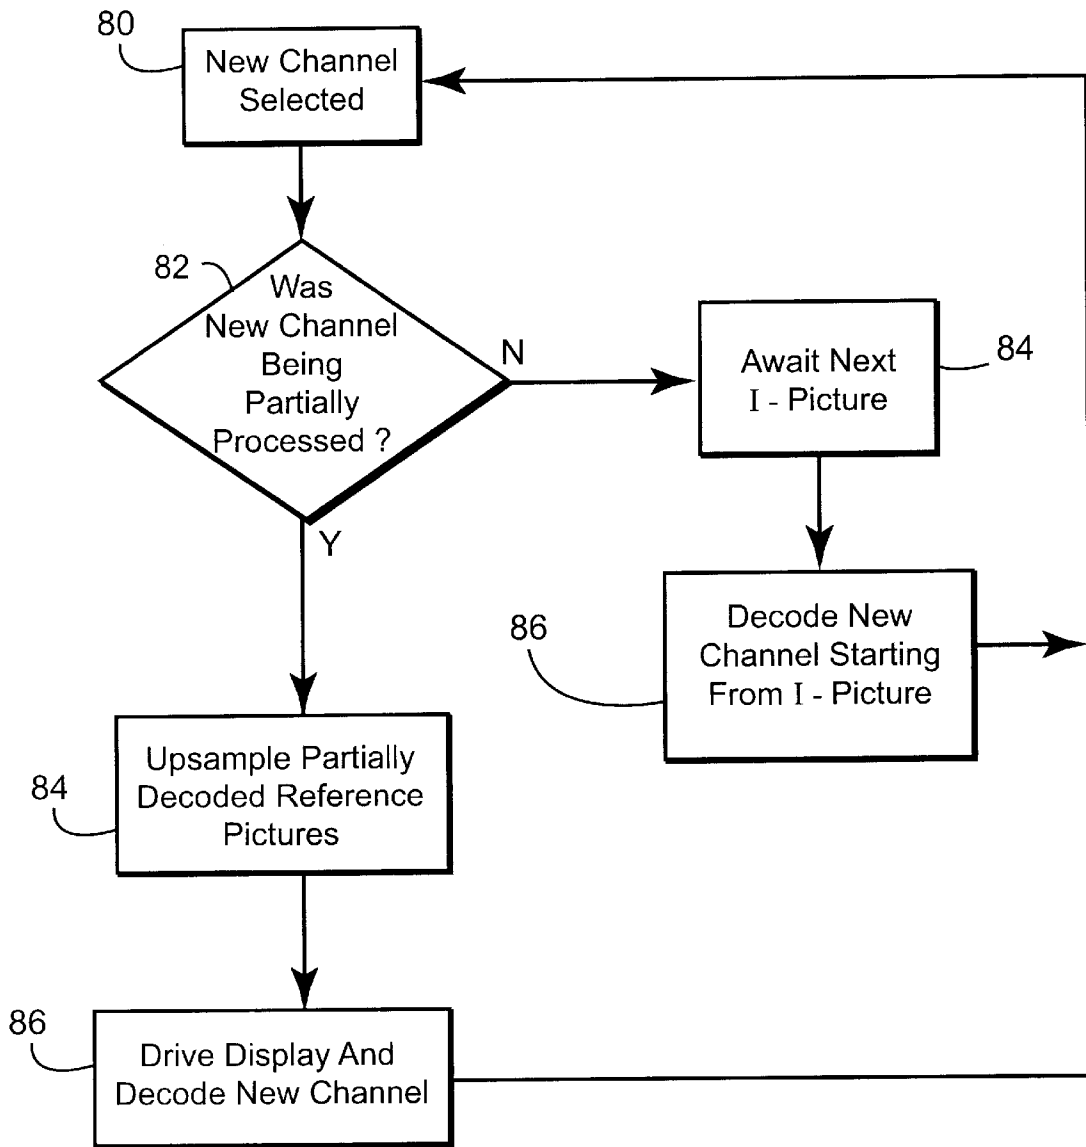 80
New Channel
Selected
82
Was
New Channel
Being
Partially
Processed ?
N
Y
Await Next
I - Picture
84
86
Decode New
Channel Starting
From I - Picture
84
Upsample Partially
Decoded Reference
Pictures
86
Drive Display And
Decode New Channel